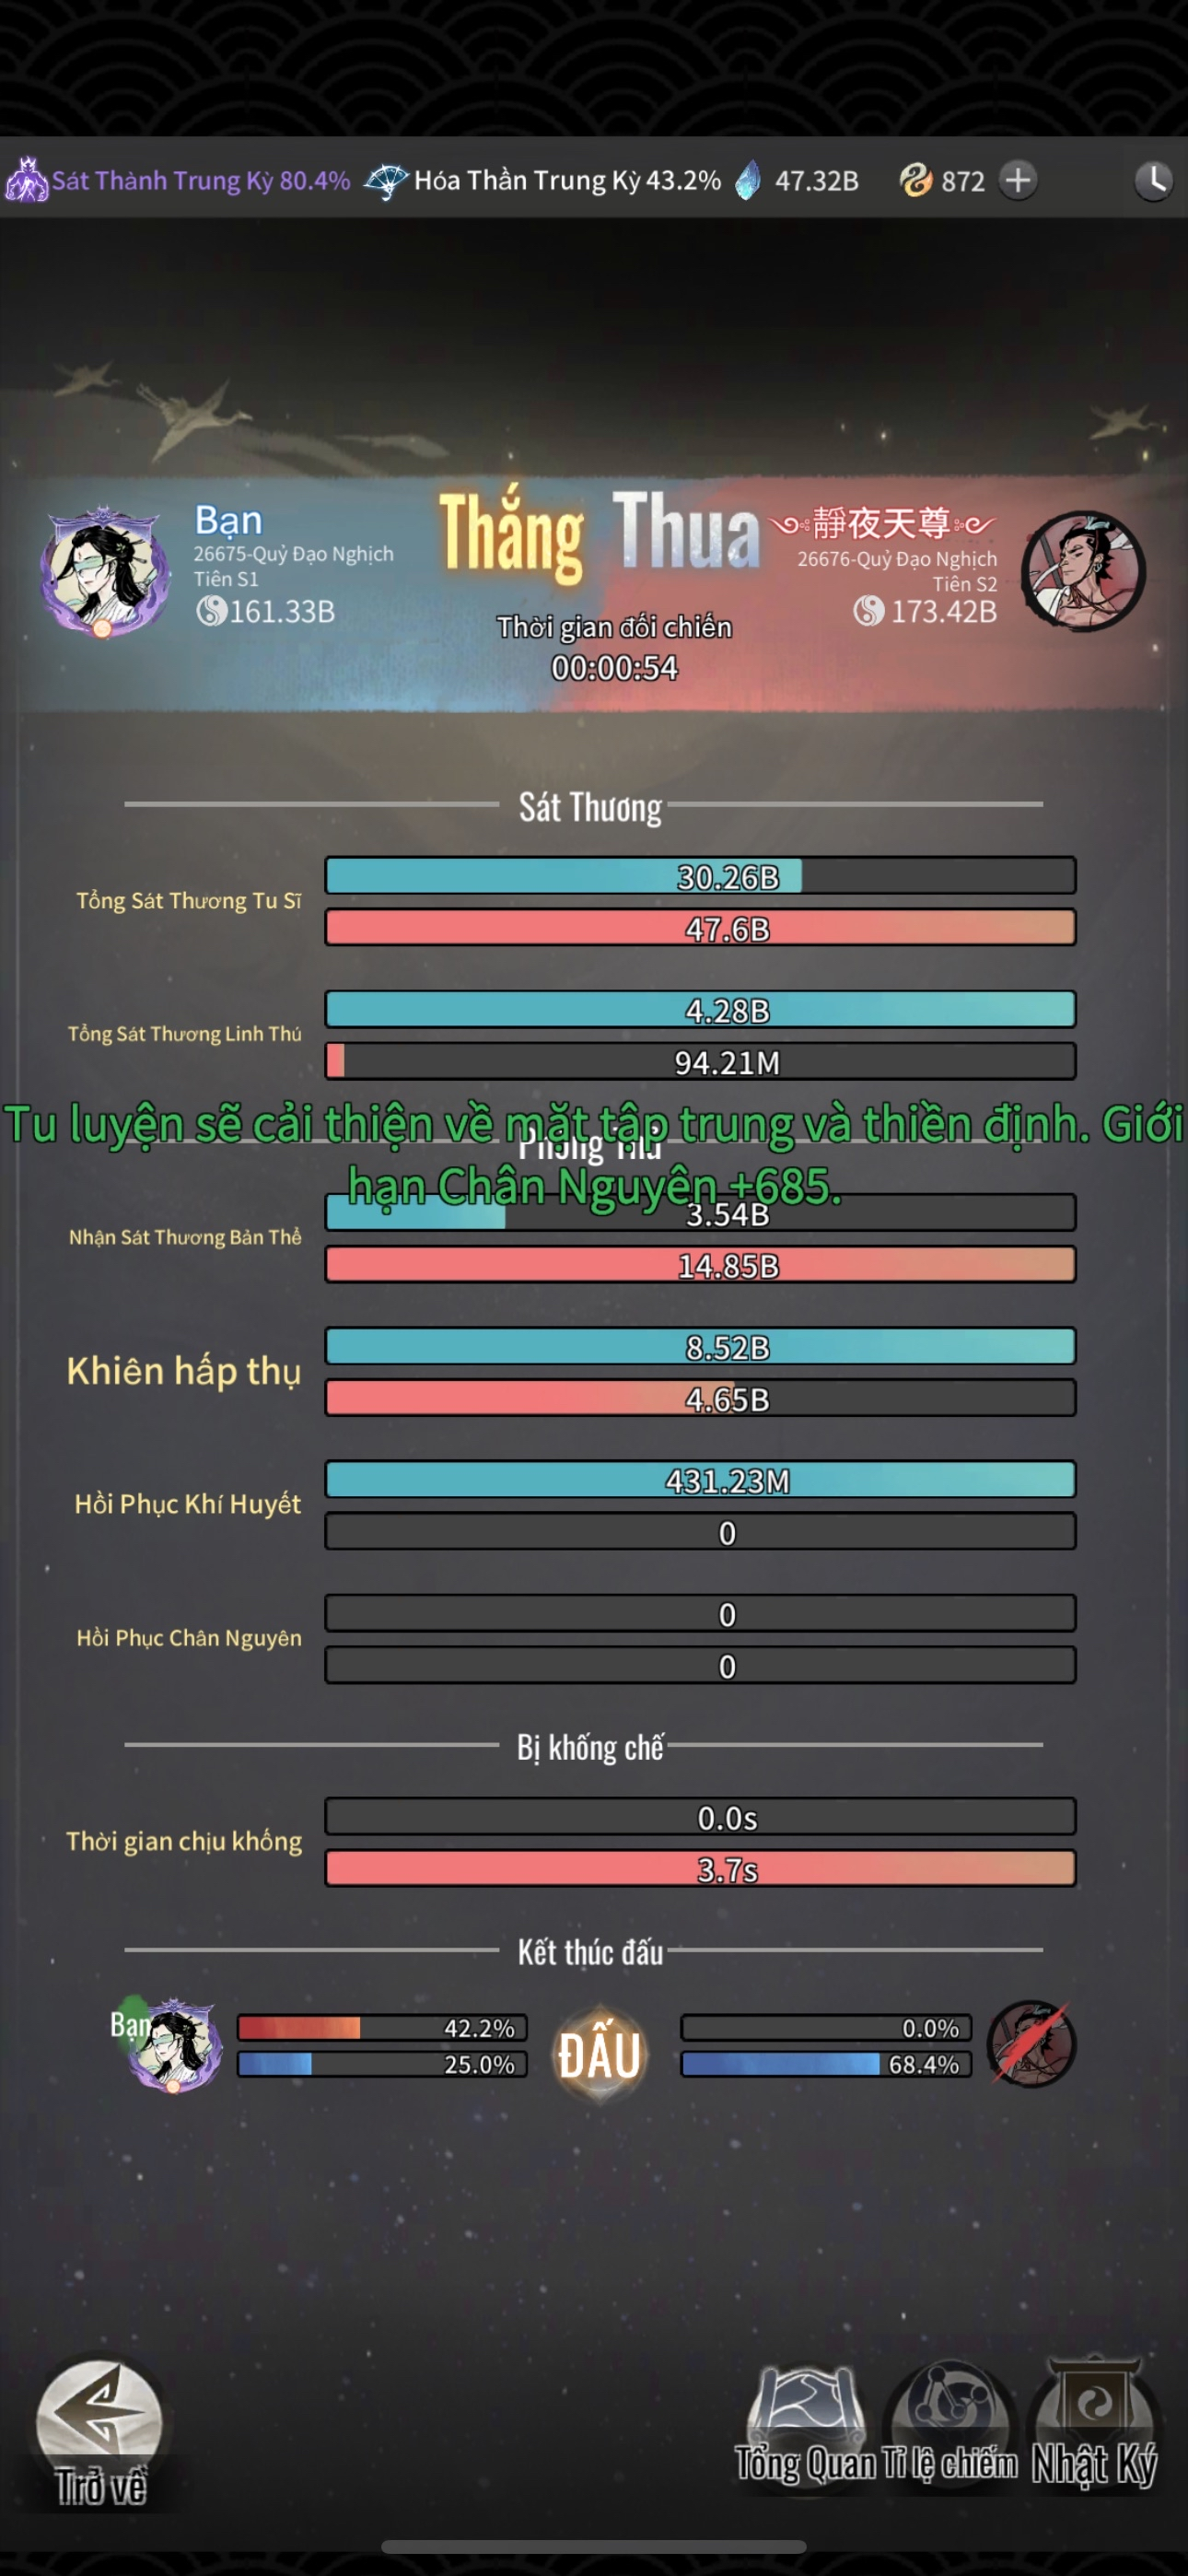 Sát Thành Trung Kỳ 80.4% Hóa Thần Trung Kỳ 43.2% 47.32B 872
Thắng Thua
Bạn
26675-Quỷ Đạo Nghịch
Tiên S1
161.33B
༺靜夜天尊༻
26676-Quỷ Đạo Nghịch
Tiên S2
173.42B
Thời gian đối chiến
00:00:54
Sát Thương
Tổng Sát Thương Tu Sĩ
30.26B
47.6B
Tổng Sát Thương Linh Thú
4.28B
94.21M
Tu luyện sẽ cải thiện về mặt tập trung và thiền định. Giới
hạn Chân Nguyên +685.
Phòng Thủ
Nhận Sát Thương Bản Thể
3.54B
14.85B
Khiên hấp thụ
8.52B
4.65B
Hồi Phục Khí Huyết
431.23M
0
Hồi Phục Chân Nguyên
0
0
Bị khống chế
Thời gian chịu khống
0.0s
3.7s
Kết thúc đấu
Bạn
42.2%
25.0%
ĐẤU
0.0%
68.4%
Trở về
Tổng Quan
Tỉ lệ chiếm
Nhật Ký